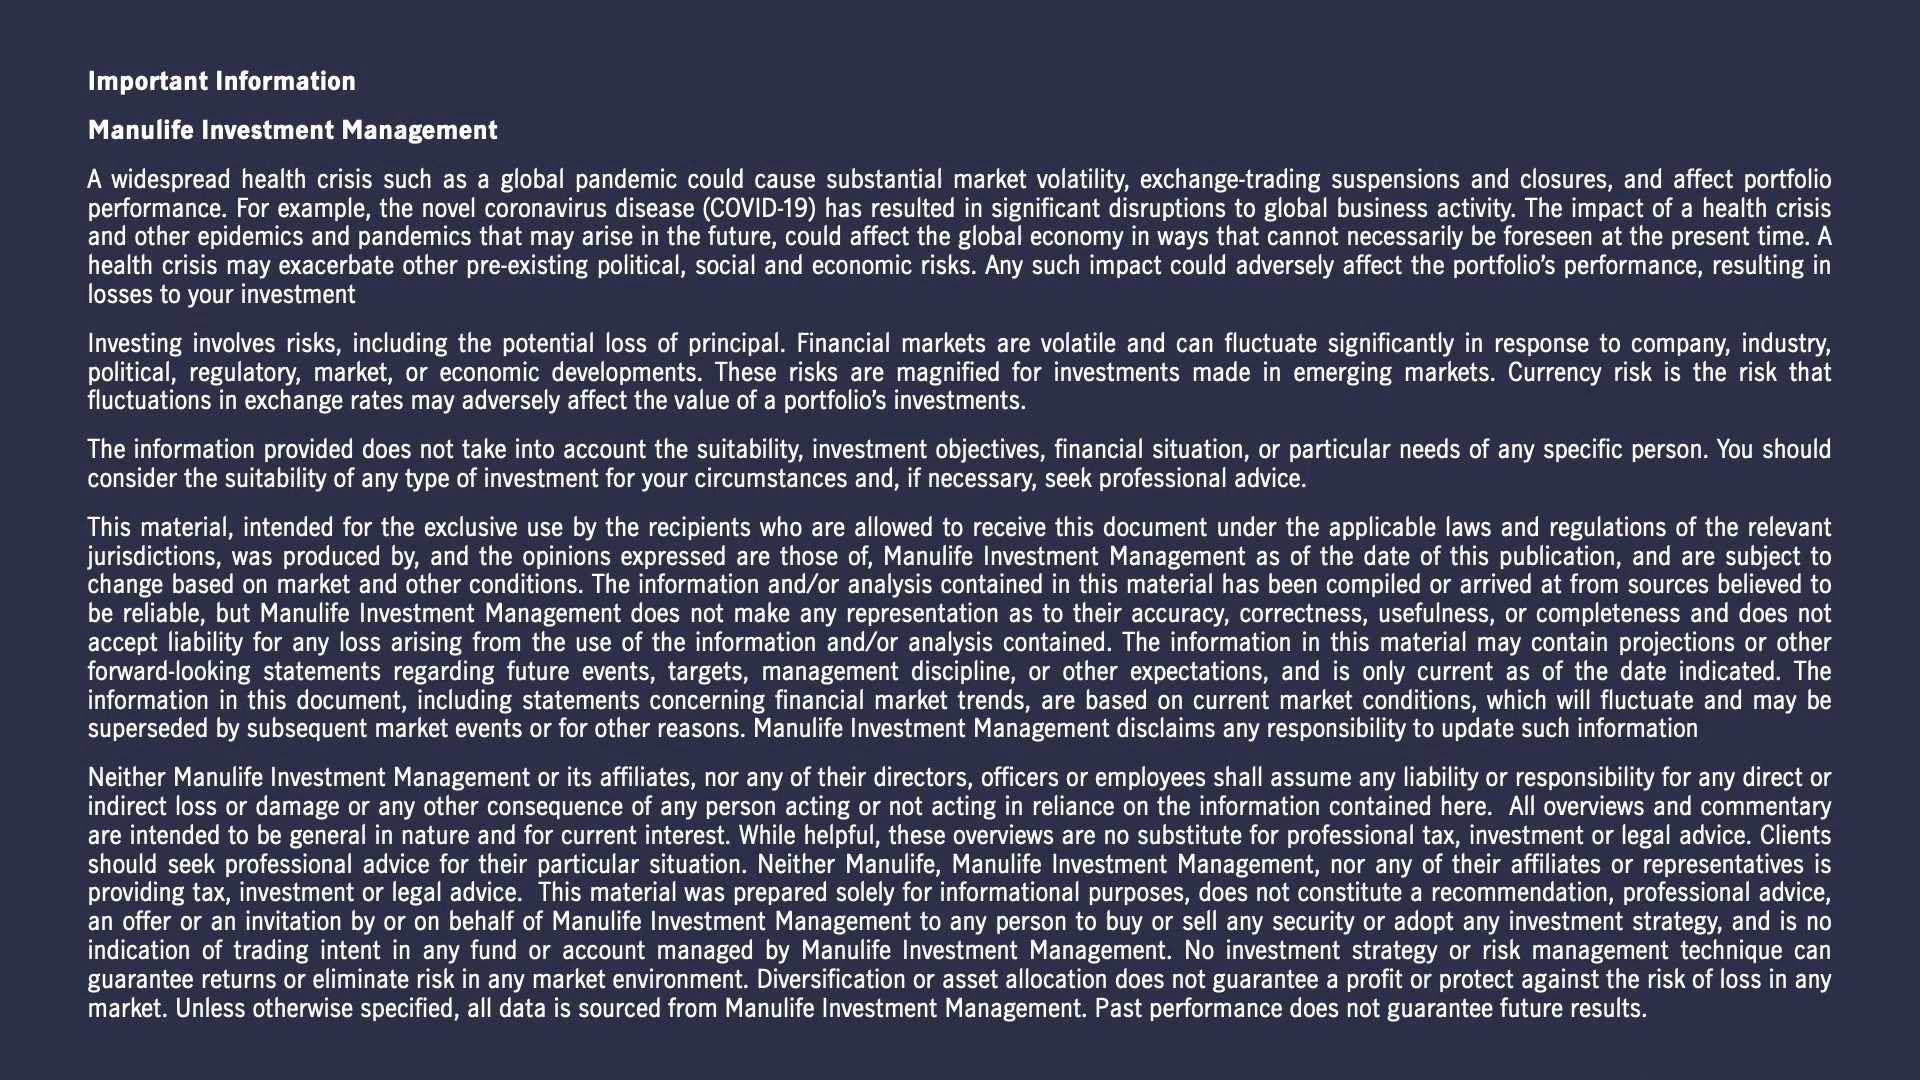 Important Information
Manulife Investment Management
A widespread health crisis such as a global pandemic could cause substantial market volatility, exchange-trading suspensions and closures, and affect portfolio
performance. For example, the novel coronavirus disease (COVID-19) has resulted in significant disruptions to global business activity. The impact of a health crisis
and other epidemics and pandemics that may arise in the future, could affect the global economy in ways that cannot necessarily be foreseen at the present time. A
health crisis may exacerbate other pre-existing political, social and economic risks. Any such impact could adversely affect the portfolio’s performance, resulting in
losses to your investment
Investing involves risks, including the potential loss of principal. Financial markets are volatile and can fluctuate significantly in response to company, industry,
political, regulatory, market, or economic developments. These risks are magnified for investments made in emerging markets. Currency risk is the risk that
fluctuations in exchange rates may adversely affect the value of a portfolio’s investments.
The information provided does not take into account the suitability, investment objectives, financial situation, or particular needs of any specific person. You should
consider the suitability of any type of investment for your circumstances and, if necessary, seek professional advice.
This material, intended for the exclusive use by the recipients who are allowed to receive this document under the applicable laws and regulations of the relevant
jurisdictions, was produced by, and the opinions expressed are those of, Manulife Investment Management as of the date of this publication, and are subject to
change based on market and other conditions. The information and/or analysis contained in this material has been compiled or arrived at from sources believed to
be reliable, but Manulife Investment Management does not make any representation as to their accuracy, correctness, usefulness, or completeness and does not
accept liability for any loss arising from the use of the information and/or analysis contained. The information in this material may contain projections or other
forward-looking statements regarding future events, targets, management discipline, or other expectations, and is only current as of the date indicated. The
information in this document, including statements concerning financial market trends, are based on current market conditions, which will fluctuate and may be
superseded by subsequent market events or for other reasons. Manulife Investment Management disclaims any responsibility to update such information
Neither Manulife Investment Management or its affiliates, nor any of their directors, officers or employees shall assume any liability or responsibility for any direct or
indirect loss or damage or any other consequence of any person acting or not acting in reliance on the information contained here.  All overviews and commentary
are intended to be general in nature and for current interest. While helpful, these overviews are no substitute for professional tax, investment or legal advice. Clients
should seek professional advice for their particular situation. Neither Manulife, Manulife Investment Management, nor any of their affiliates or representatives is
providing tax, investment or legal advice.  This material was prepared solely for informational purposes, does not constitute a recommendation, professional advice,
an offer or an invitation by or on behalf of Manulife Investment Management to any person to buy or sell any security or adopt any investment strategy, and is no
indication of trading intent in any fund or account managed by Manulife Investment Management. No investment strategy or risk management technique can
guarantee returns or eliminate risk in any market environment. Diversification or asset allocation does not guarantee a profit or protect against the risk of loss in any
market. Unless otherwise specified, all data is sourced from Manulife Investment Management. Past performance does not guarantee future results.